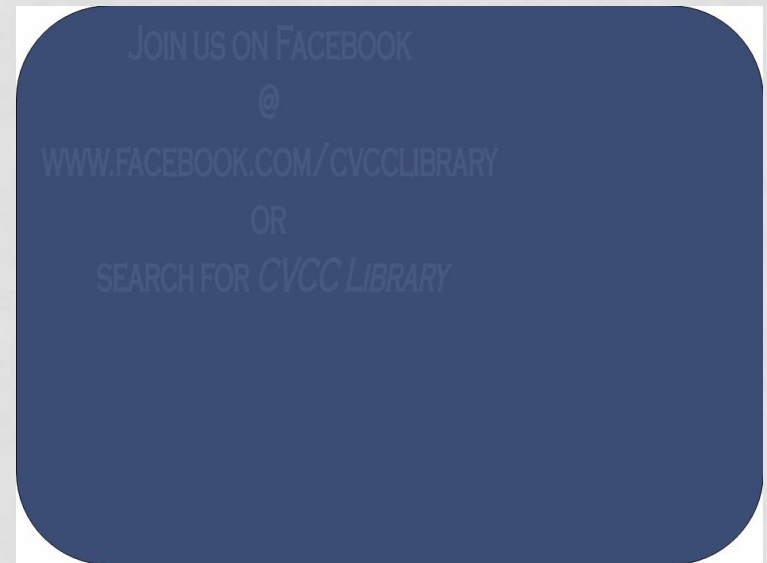 Join us on Facebook
@
www.facebook.com/cvcclibrary
or
search for CVCC Library